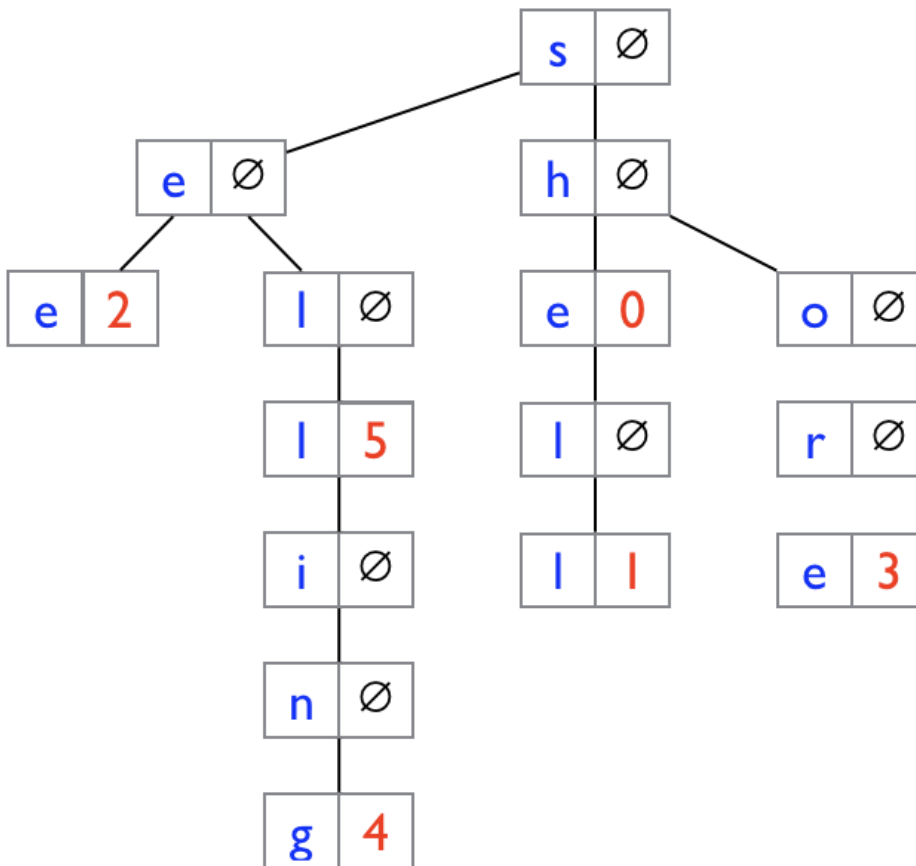 s ∅
e ∅ h ∅
e 2 l ∅ e 0 o ∅
l 5 l ∅ r ∅
i ∅ l 1 e 3
n ∅
g 4